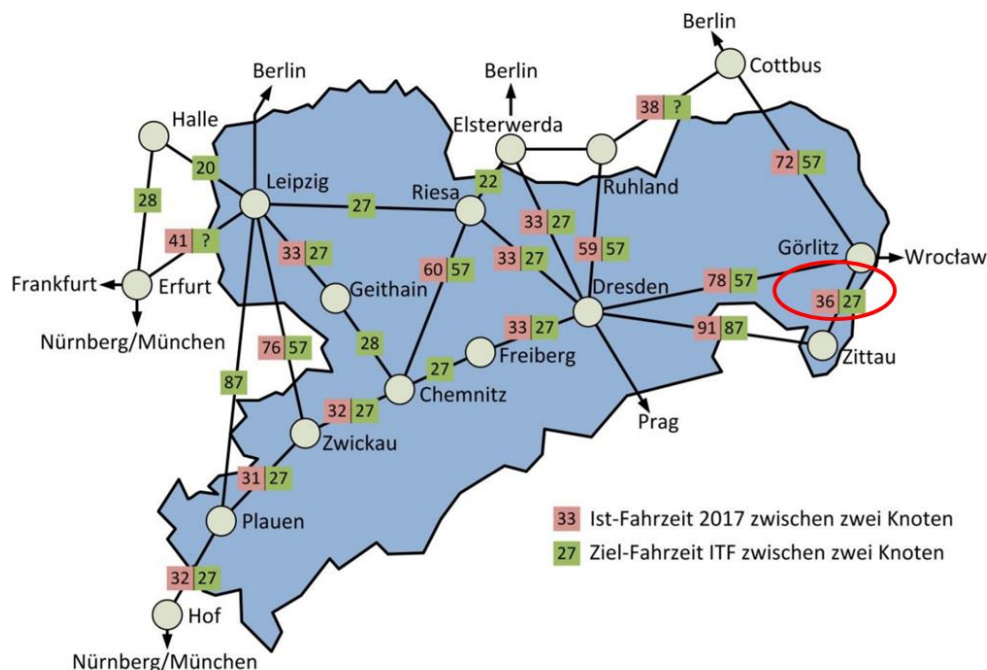 Berlin
Cottbus
Berlin
Berlin
38 ?
Halle
Elsterwerda
72 57
20
Leipzig
Riesa
22
Ruhland
28
27
33 27
41 ?
33 27
60 57
33 27
59 57
Görlitz
Wrocław
Frankfurt
Erfurt
Geithain
Dresden
78 57
36 27
Nürnberg/München
76 57
28
33 27
91 87
Freiberg
Zittau
87
27
Chemnitz
Prag
32 27
Zwickau
31 27
Plauen
33 Ist-Fahrzeit 2017 zwischen zwei Knoten
27 Ziel-Fahrzeit ITF zwischen zwei Knoten
32 27
Hof
Nürnberg/München